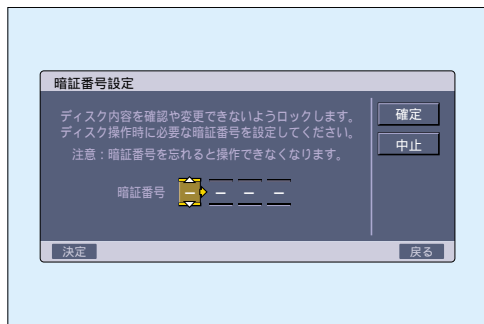 暗証番号設定
ディスク内容を確認や変更できないようロックします。
ディスク操作時に必要な暗証番号を設定してください。
注意：暗証番号を忘れると操作できなくなります。
暗証番号 － － － －
確定
中止
決定
戻る